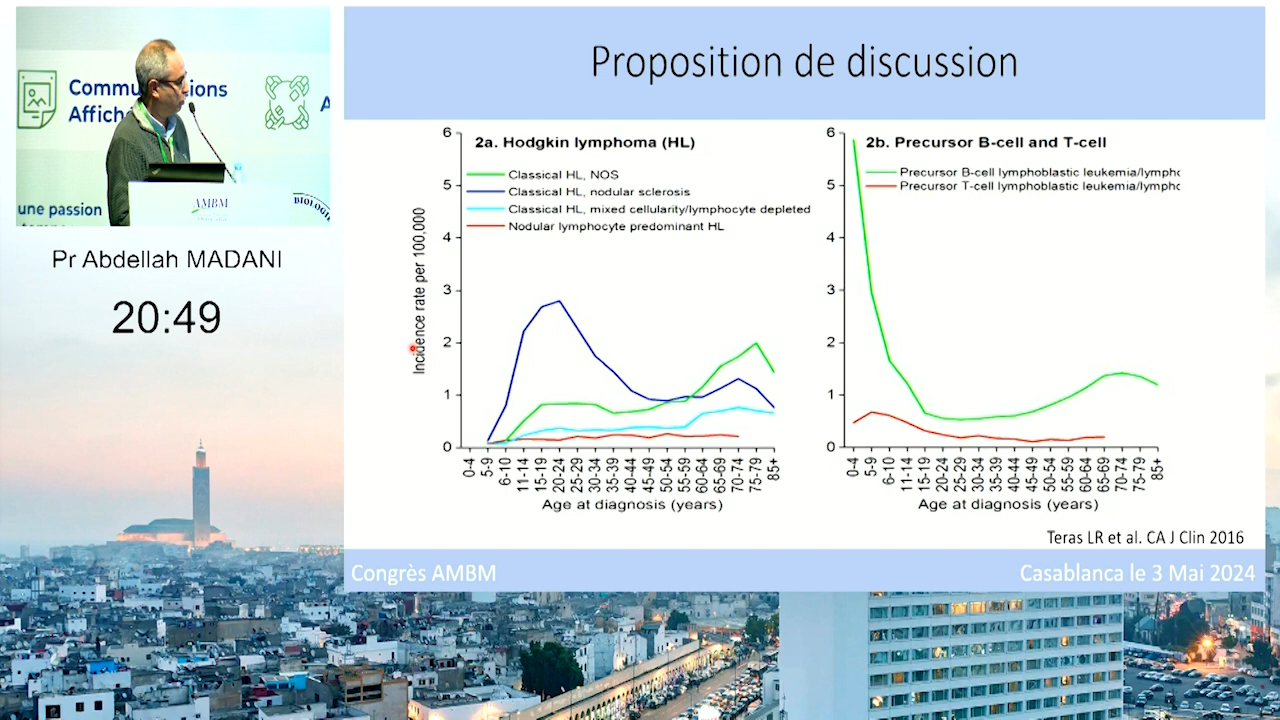 Communications
Affich
A
une passion
AMBM
BIOLOGI
Pr Abdellah MADANI
20:49
Proposition de discussion
2a. Hodgkin lymphoma (HL)
Classical HL, NOS
Classical HL, nodular sclerosis
Classical HL, mixed cellularity/lymphocyte depleted
Nodular lymphocyte predominant HL
Incidence rate per 100,000
6
5
4
3
2
1
0
0-4
5-9
6-10
11-14
15-19
20-24
25-29
30-34
35-39
40-44
45-49
50-54
55-59
60-64
65-69
70-74
75-79
85+
Age at diagnosis (years)
2b. Precursor B-cell and T-cell
Precursor B-cell lymphoblastic leukemia/lymphc
Precursor T-cell lymphoblastic leukemia/lymphc
6
5
4
3
2
1
0
0-4
5-9
6-10
11-14
15-19
20-24
25-29
30-34
35-39
40-44
45-49
50-54
55-59
60-64
65-69
70-74
75-79
85+
Age at diagnosis (years)
Teras LR et al. CA J Clin 2016
Congrès AMBM
Casablanca le 3 Mai 2024